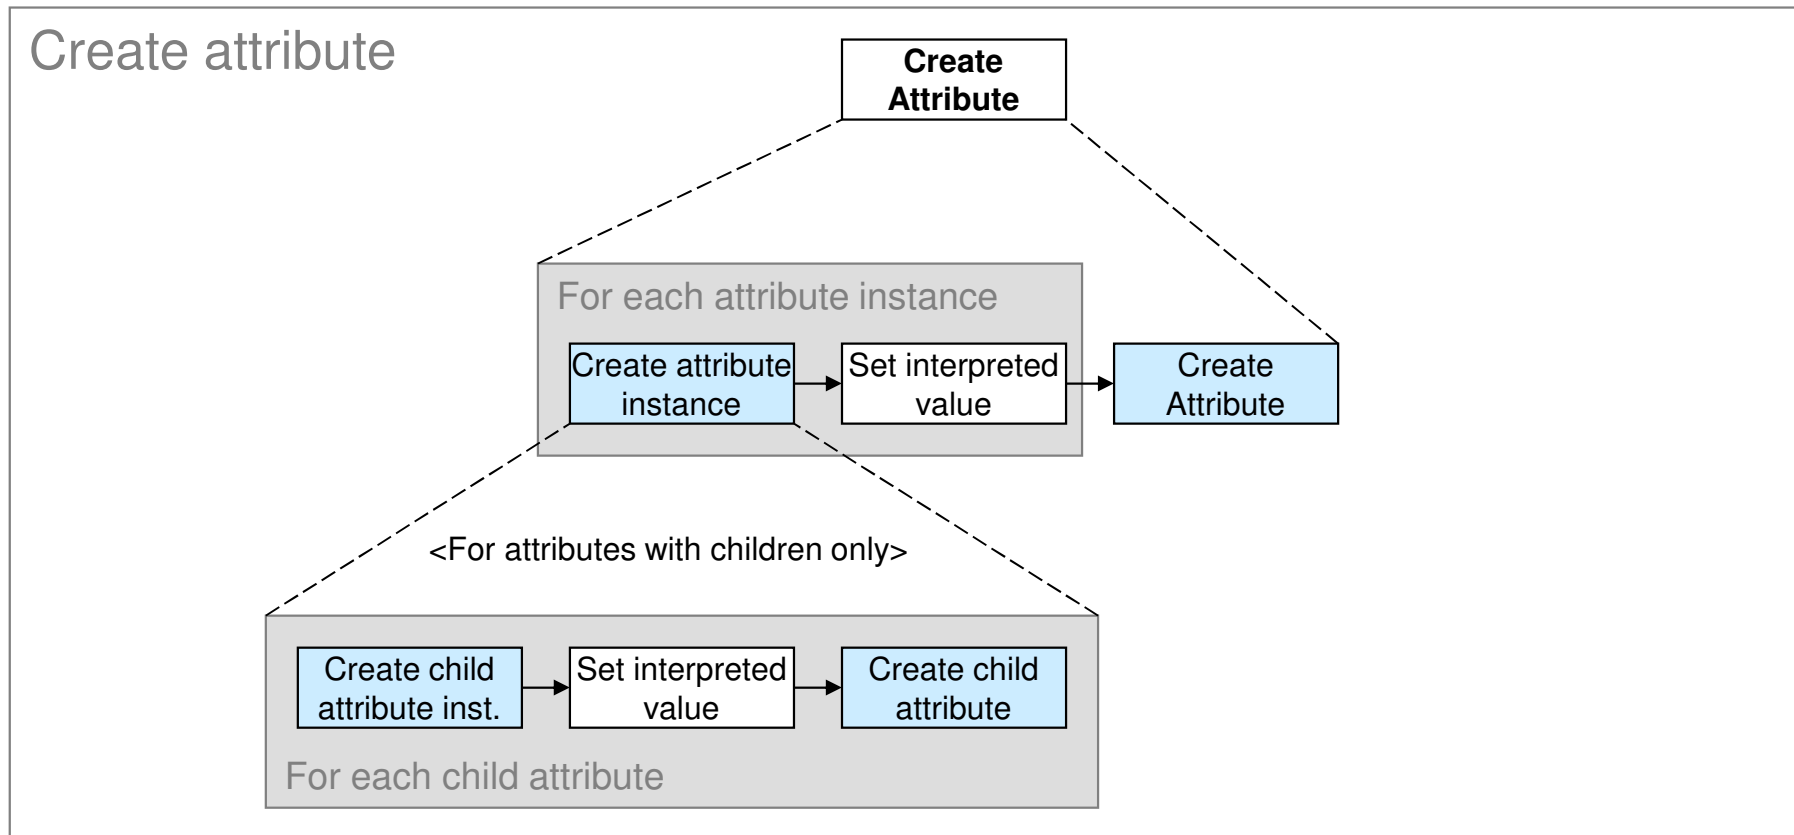 Create attribute
Create
Attribute
For each attribute instance
Create attribute
instance
Set interpreted
value
Create
Attribute
<For attributes with children only>
Create child
attribute inst.
Set interpreted
value
Create child
attribute
For each child attribute